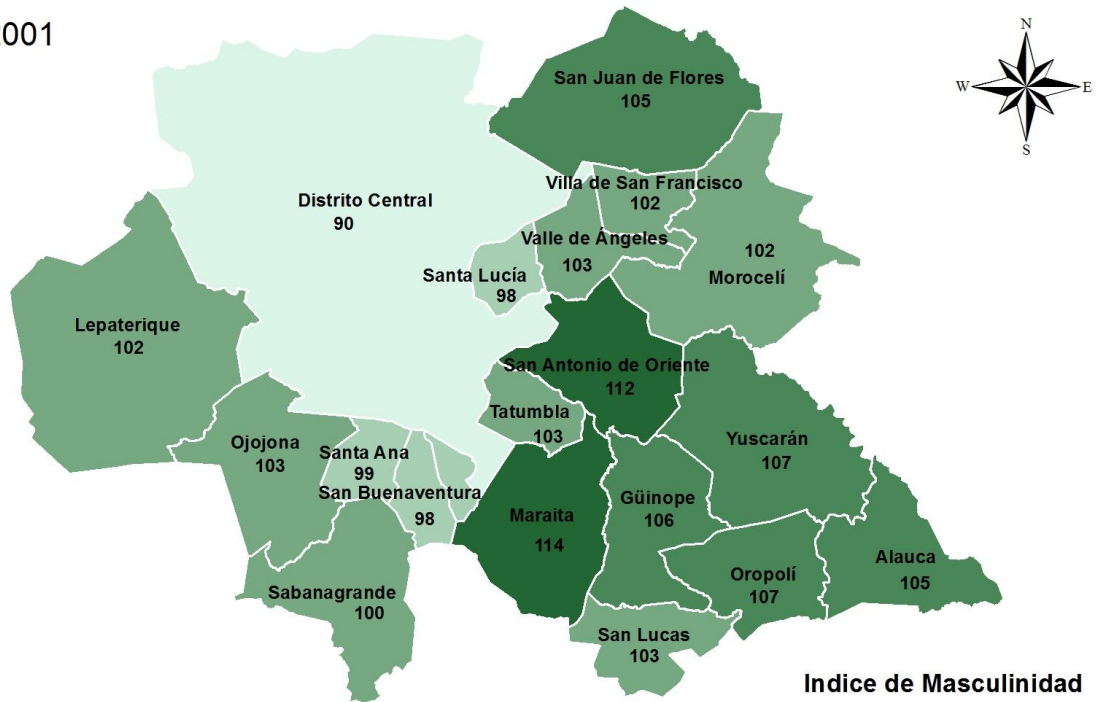 2001
N
W
E
S
San Juan de Flores
105
Villa de San Francisco
102
Distrito Central
90
Valle de Ángeles
103
102
Morocelí
Santa Lucía
98
Lepaterique
102
San Antonio de Oriente
112
Tatumbla
103
Ojojona
103
Santa Ana
99
San Buenaventura
98
Yuscarán
107
Güinope
106
Maraita
114
Alauca
105
Oropolí
107
Sabanagrande
100
San Lucas
103
Indice de Masculinidad